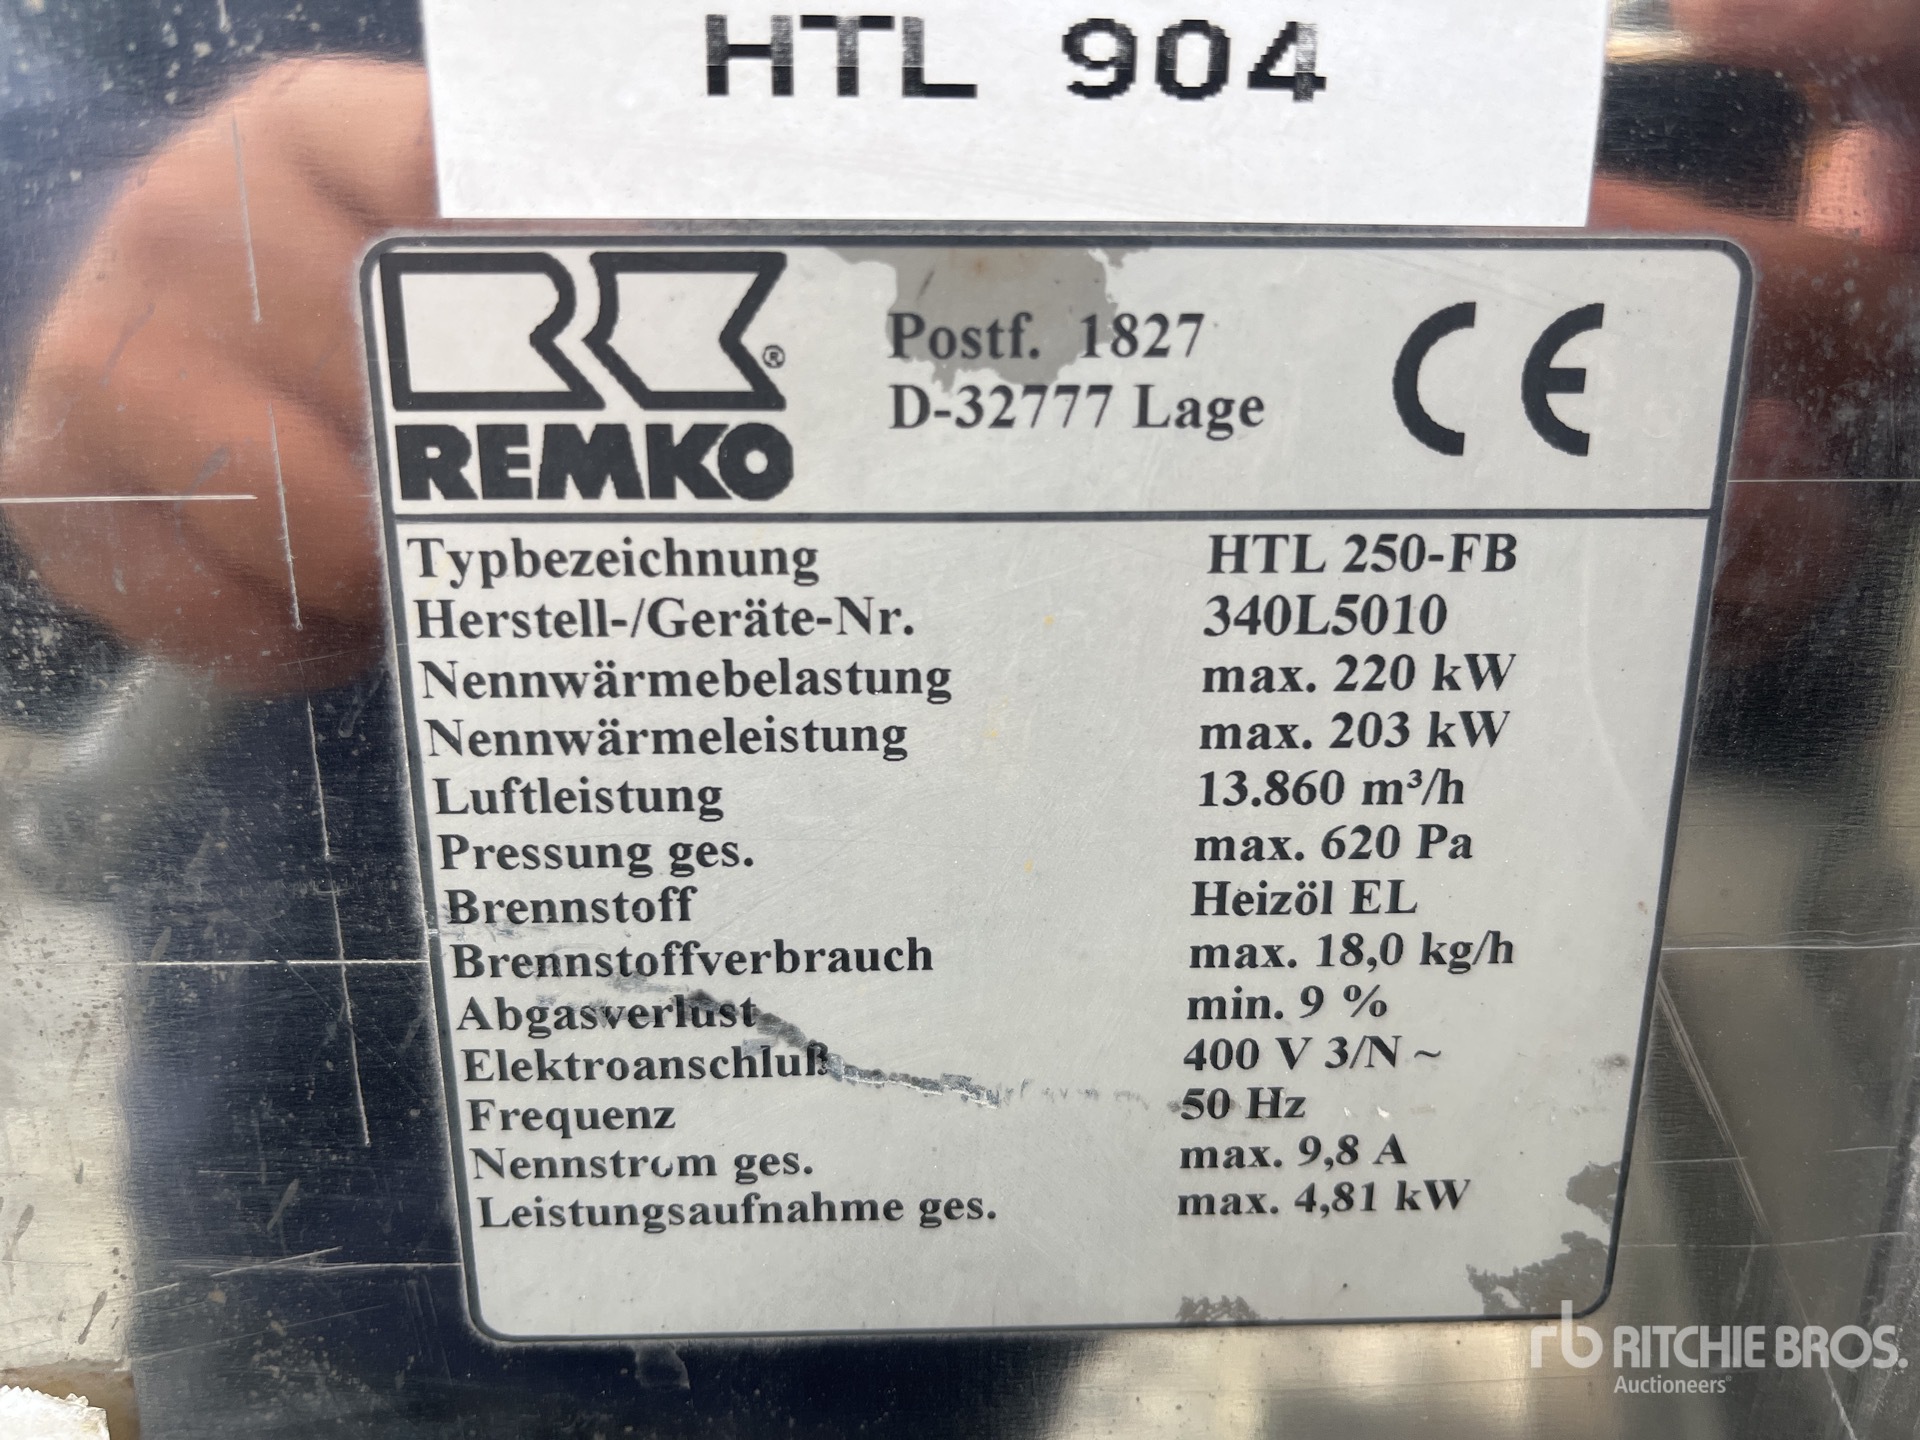 HTL 904
REMKO ®
Postf. 1827
D-32777 Lage
CE
Typbezeichnung HTL 250-FB
Herstell-/Geräte-Nr. 340L5010
Nennwärmebelastung max. 220 kW
Nennwärmeleistung max. 203 kW
Luftleistung 13.860 m³/h
Pressung ges. max. 620 Pa
Brennstoff Heizöl EL
Brennstoffverbrauch max. 18,0 kg/h
Abgasverlust min. 9 %
Elektroanschluß 400 V 3/N ~
Frequenz 50 Hz
Nennstrom ges. max. 9,8 A
Leistungsaufnahme ges. max. 4,81 kW
rb RITCHIE BROS.
Auctioneers